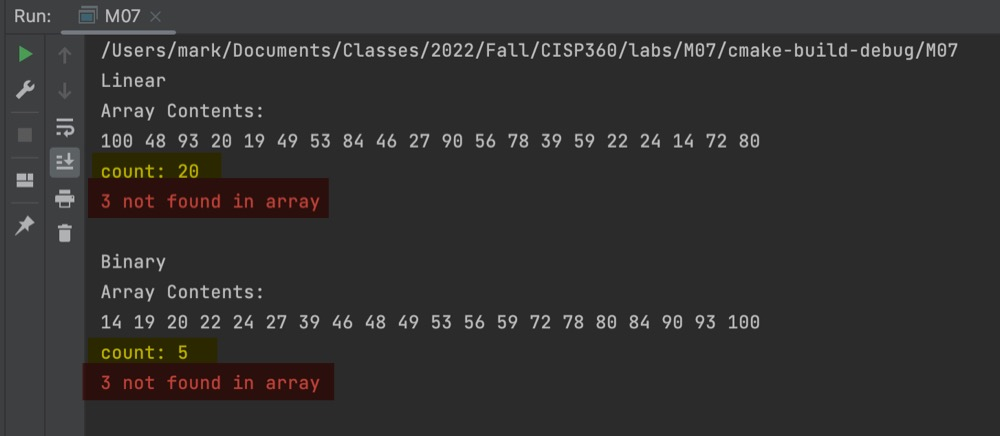 Run: M07
/Users/mark/Documents/Classes/2022/Fall/CISP360/labs/M07/cmake-build-debug/M07
Linear
Array Contents:
100 48 93 20 19 49 53 84 46 27 90 56 78 39 59 22 24 14 72 80
count: 20
3 not found in array
Binary
Array Contents:
14 19 20 22 24 27 39 46 48 49 53 56 59 72 78 80 84 90 93 100
count: 5
3 not found in array